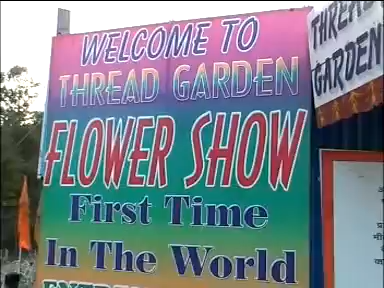 WELCOME TO
THREAD GARDEN
FLOWER SHOW
First Time
In The World
THREAD
GARDEN